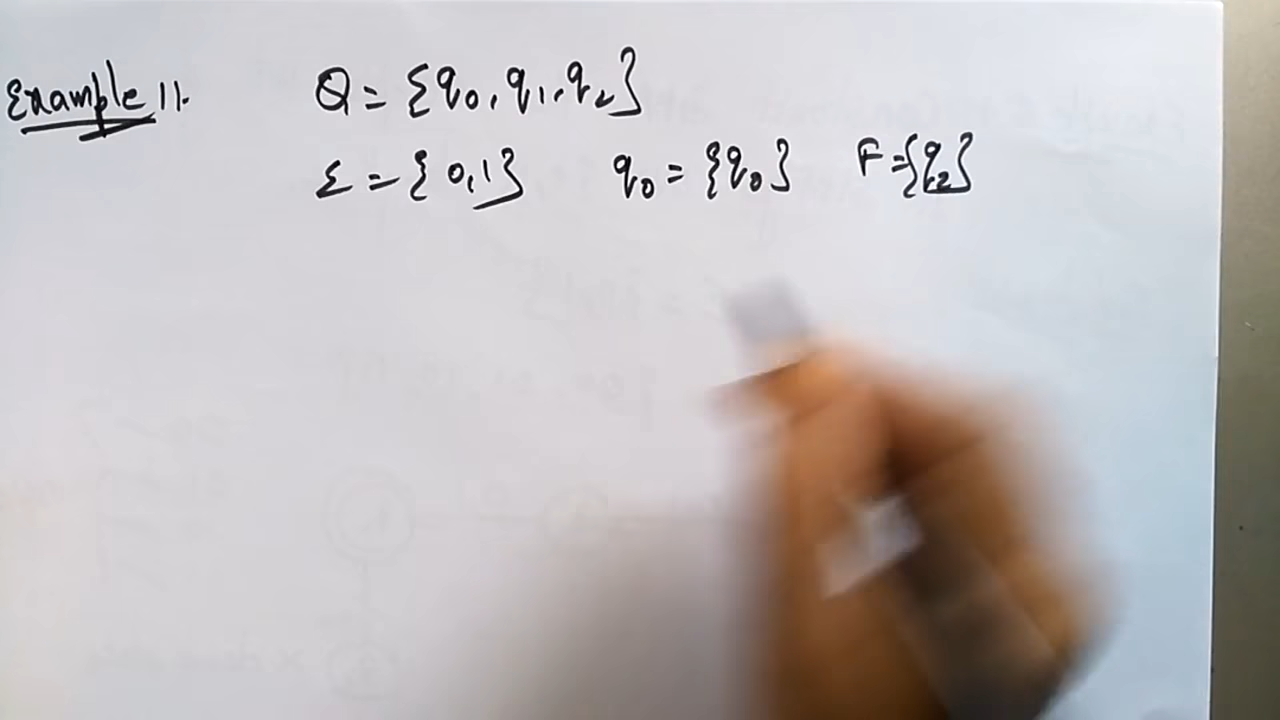 Example 11. Q = {q0, q1, q2}
Σ = {0,1} q0 = {q0} F = {q2}